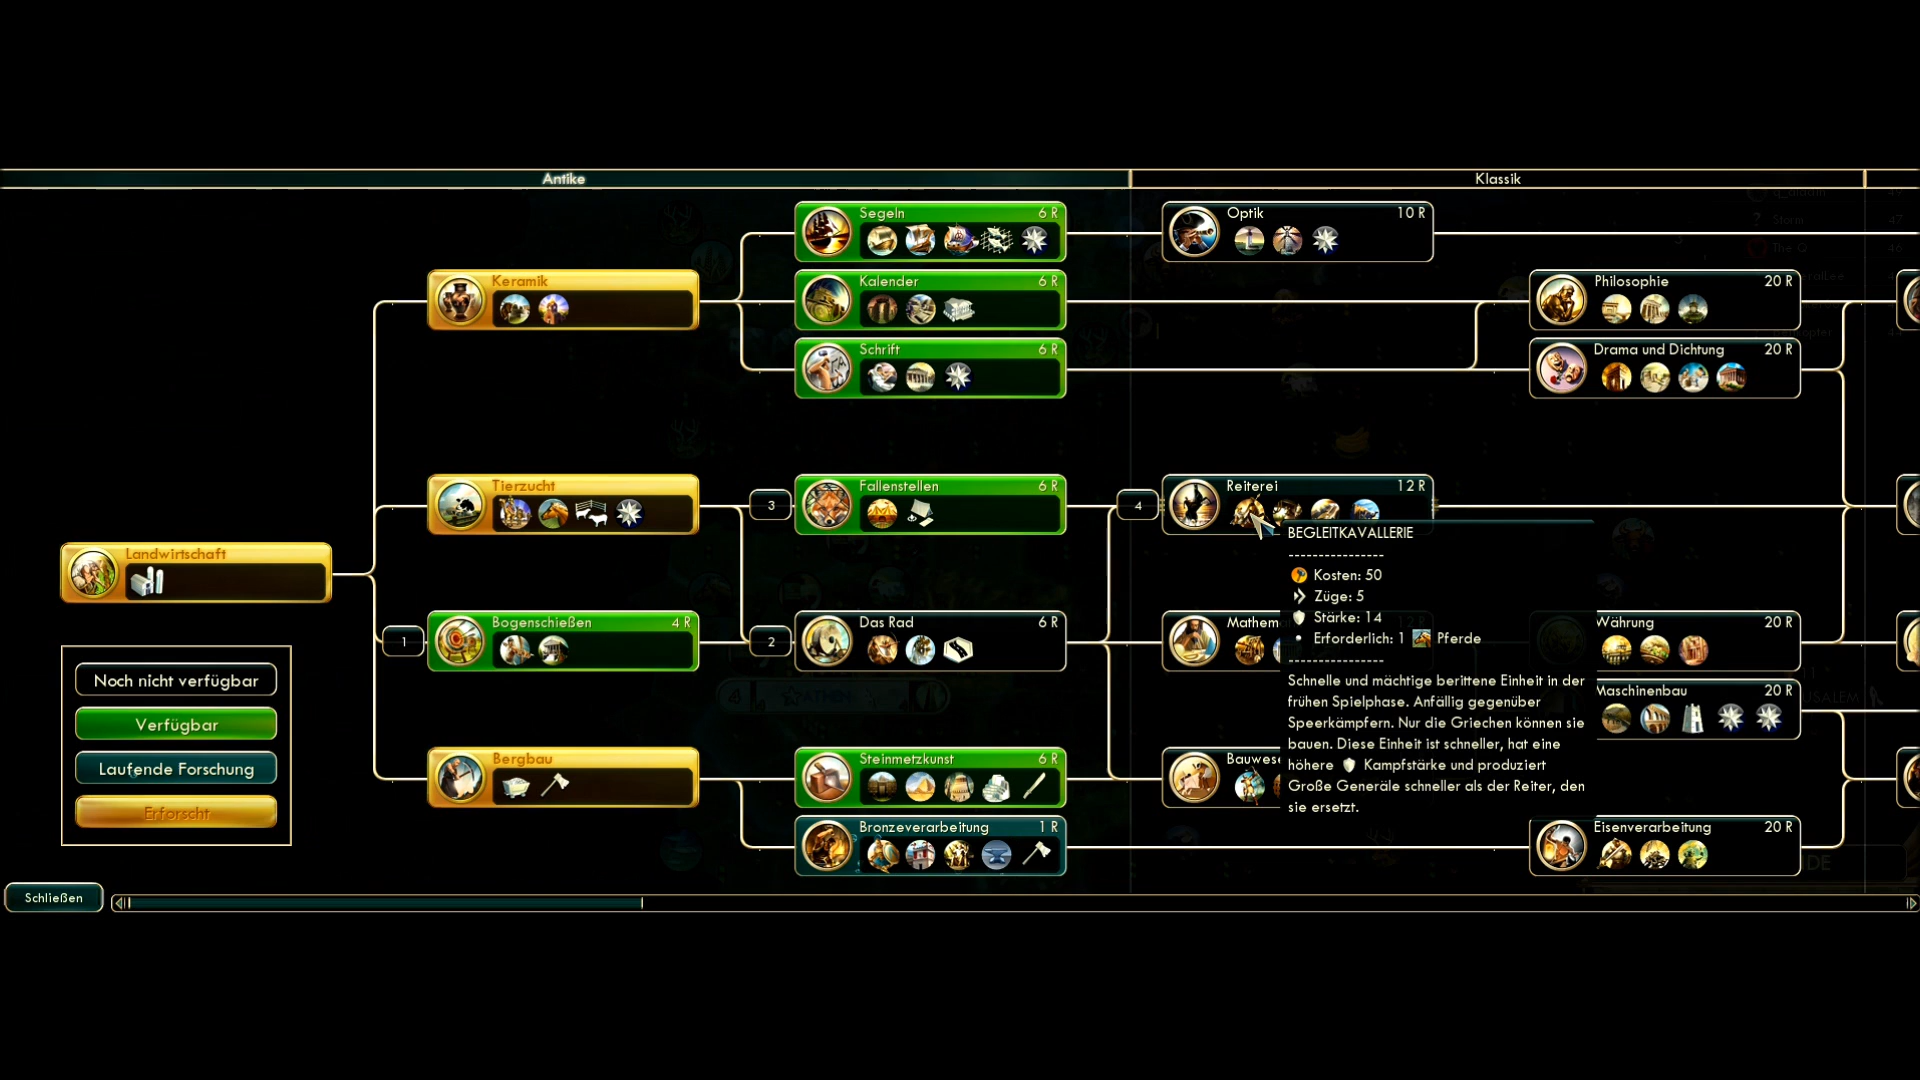 Antike
Klassik
Segeln 6 R
Optik 10 R
Keramik
Kalender 6 R
Philosophie 20 R
Schrift 6 R
Drama und Dichtung 20 R
Tierzucht
3
Fallenstellen 6 R
4
Reiterei 12 R
Landwirtschaft
1
Bogenschießen 4 R
2
Das Rad 6 R
Mathem
Währung 20 R
Maschinenbau 20 R
Bergbau
Steinmetzkunst 6 R
Bauwese
Bronzeverarbeitung 1 R
Eisenverarbeitung 20 R
BEGLEITKAVALLERIE
-----------------
Kosten: 50
Züge: 5
Stärke: 14
Erforderlich: 1 Pferde
-----------------
Schnelle und mächtige berittene Einheit in der
frühen Spielphase. Anfällig gegenüber
Speerkämpfern. Nur die Griechen können sie
bauen. Diese Einheit ist schneller, hat eine
höhere Kampfstärke und produziert
Große Generäle schneller als der Reiter, den
sie ersetzt.
Noch nicht verfügbar
Verfügbar
Laufende Forschung
Erforscht
Schließen